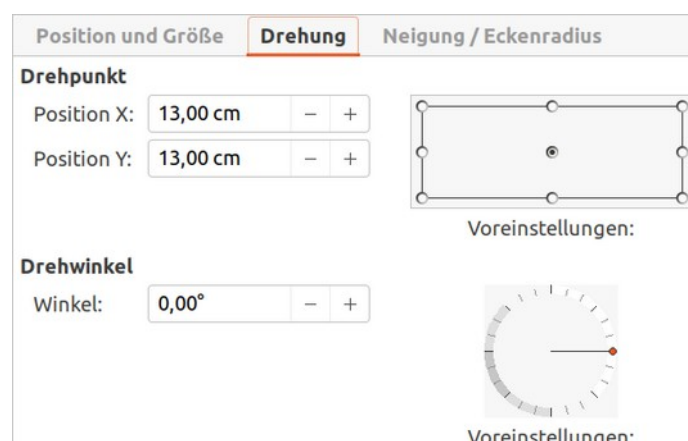 Position und Größe Drehung Neigung / Eckenradius
Drehpunkt
Position X: 13,00 cm − +
Position Y: 13,00 cm − +
Voreinstellungen:
Drehwinkel
Winkel: 0,00° − +
Voreinstellungen: